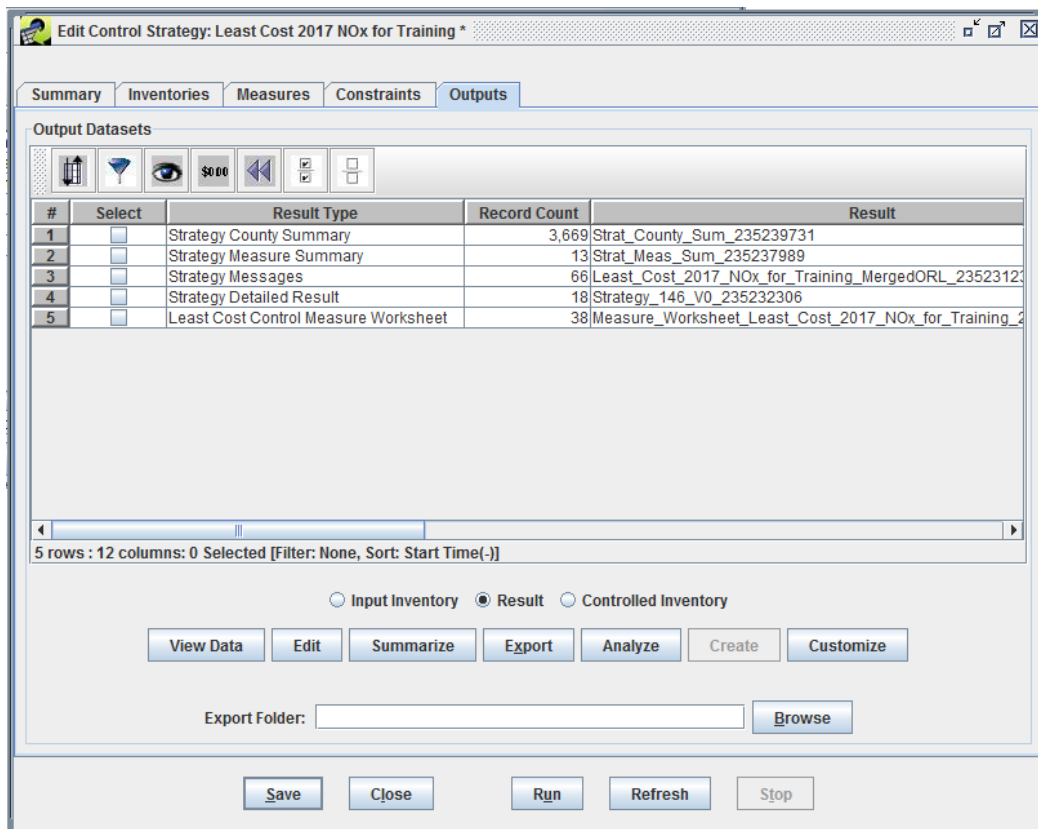 Edit Control Strategy: Least Cost 2017 NOx for Training *
Summary Inventories Measures Constraints Outputs
Output Datasets
$0.00
# Select Result Type Record Count Result
1 Strategy County Summary 3,669 Strat_County_Sum_235239731
2 Strategy Measure Summary 13 Strat_Meas_Sum_235237989
3 Strategy Messages 66 Least_Cost_2017_NOx_for_Training_MergedORL_23523123
4 Strategy Detailed Result 18 Strategy_146_V0_235232306
5 Least Cost Control Measure Worksheet 38 Measure_Worksheet_Least_Cost_2017_NOx_for_Training_2
5 rows : 12 columns: 0 Selected [Filter: None, Sort: Start Time(-)]
Input Inventory Result Controlled Inventory
View Data Edit Summarize Export Analyze Create Customize
Export Folder: Browse
Save Close Run Refresh Stop